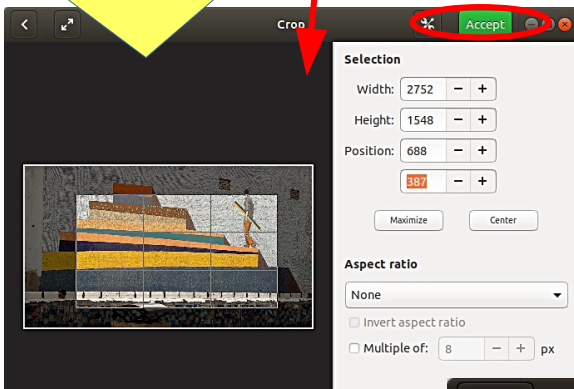 Crop
Accept
Selection
Width: 2752 − +
Height: 1548 − +
Position: 688 − +
387 − +
Maximize Center
Aspect ratio
None
Invert aspect ratio
Multiple of: 8 − + px